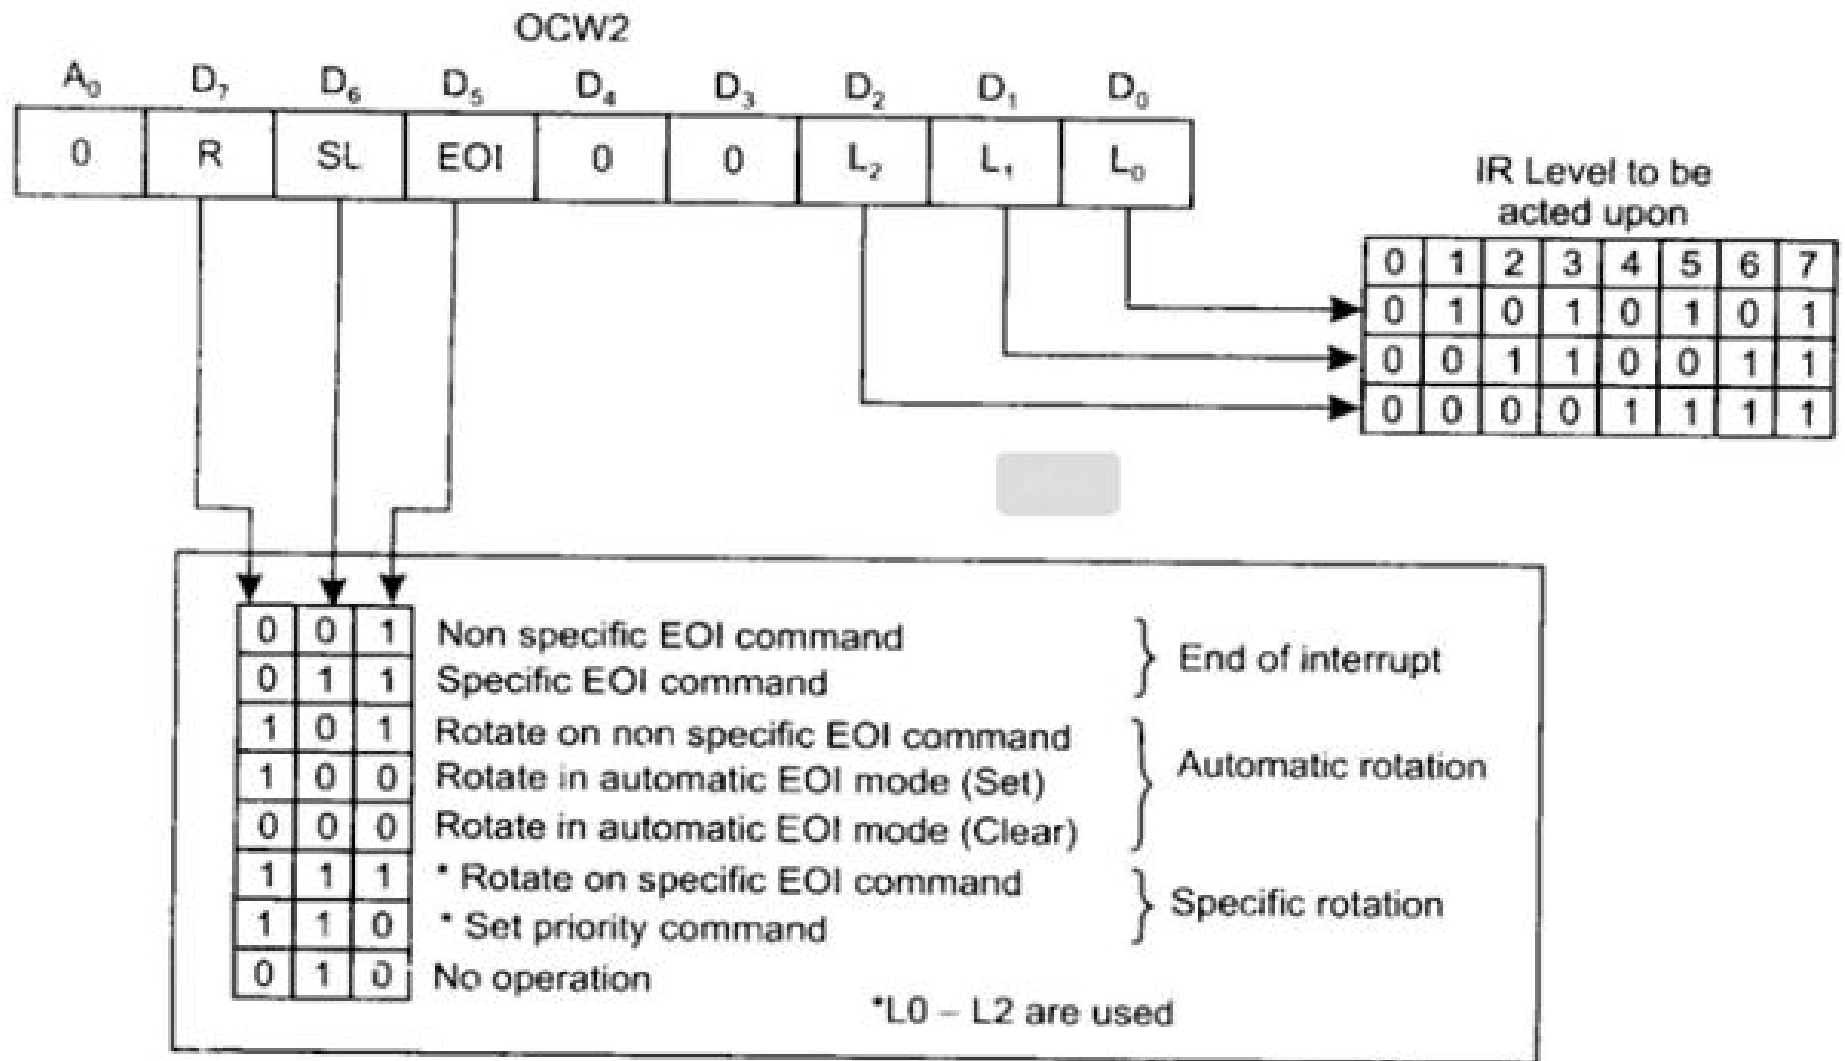 OCW2
A₀ D₇ D₆ D₅ D₄ D₃ D₂ D₁ D₀
0 R SL EOI 0 0 L₂ L₁ L₀
IR Level to be
acted upon
0 1 2 3 4 5 6 7
0 1 0 1 0 1 0 1
0 0 1 1 0 0 1 1
0 0 0 0 1 1 1 1
0 0 1 Non specific EOI command } End of interrupt
0 1 1 Specific EOI command
1 0 1 Rotate on non specific EOI command } Automatic rotation
1 0 0 Rotate in automatic EOI mode (Set)
0 0 0 Rotate in automatic EOI mode (Clear)
1 1 1 * Rotate on specific EOI command } Specific rotation
1 1 0 * Set priority command
0 1 0 No operation
*L0 – L2 are used